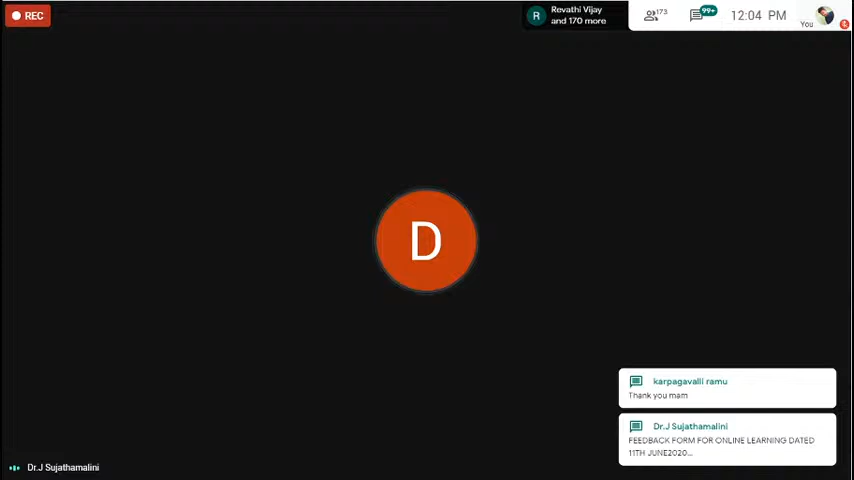 REC
R
Revathi Vijay
and 170 more
173
99+
12:04 PM
You
D
karpagavalli ramu
Thank you mam
Dr.J Sujathamalini
FEEDBACK FORM FOR ONLINE LEARNING DATED
11TH JUNE2020...
Dr.J Sujathamalini